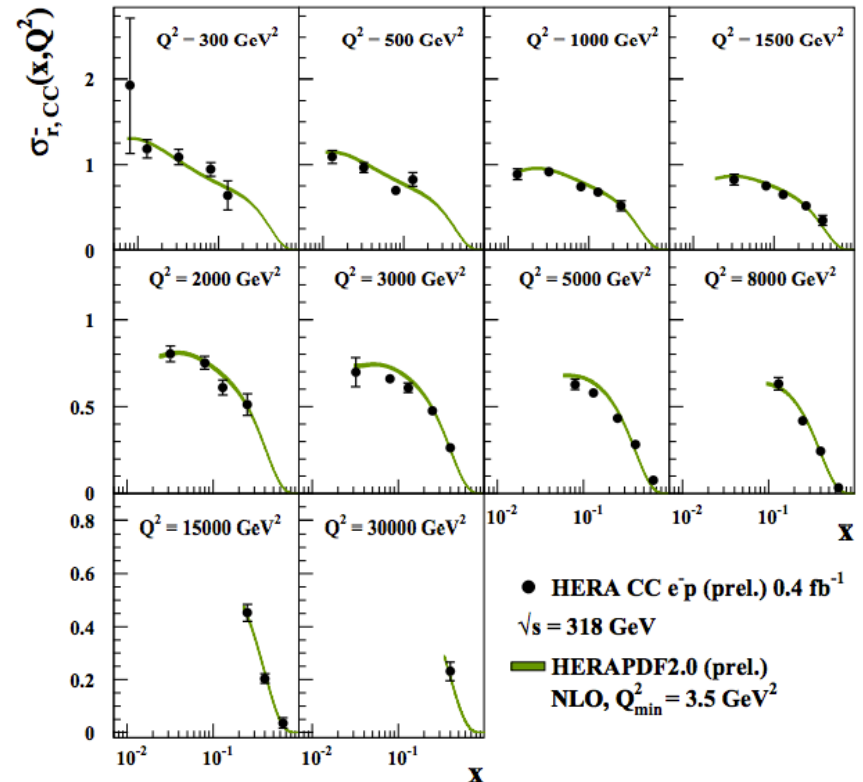 σ⁻r,CC(x,Q²)
Q² = 300 GeV²
Q² = 500 GeV²
Q² = 1000 GeV²
Q² = 1500 GeV²
2
1
0
Q² = 2000 GeV²
Q² = 3000 GeV²
Q² = 5000 GeV²
Q² = 8000 GeV²
1
0.5
0
10⁻² 10⁻¹ 10⁻² 10⁻¹
x
Q² = 15000 GeV²
Q² = 30000 GeV²
0.8
0.6
0.4
0.2
0
10⁻² 10⁻¹ 10⁻² 10⁻¹
x
HERA CC e⁻p (prel.) 0.4 fb⁻¹
√s = 318 GeV
HERAPDF2.0 (prel.)
NLO, Q²min = 3.5 GeV²